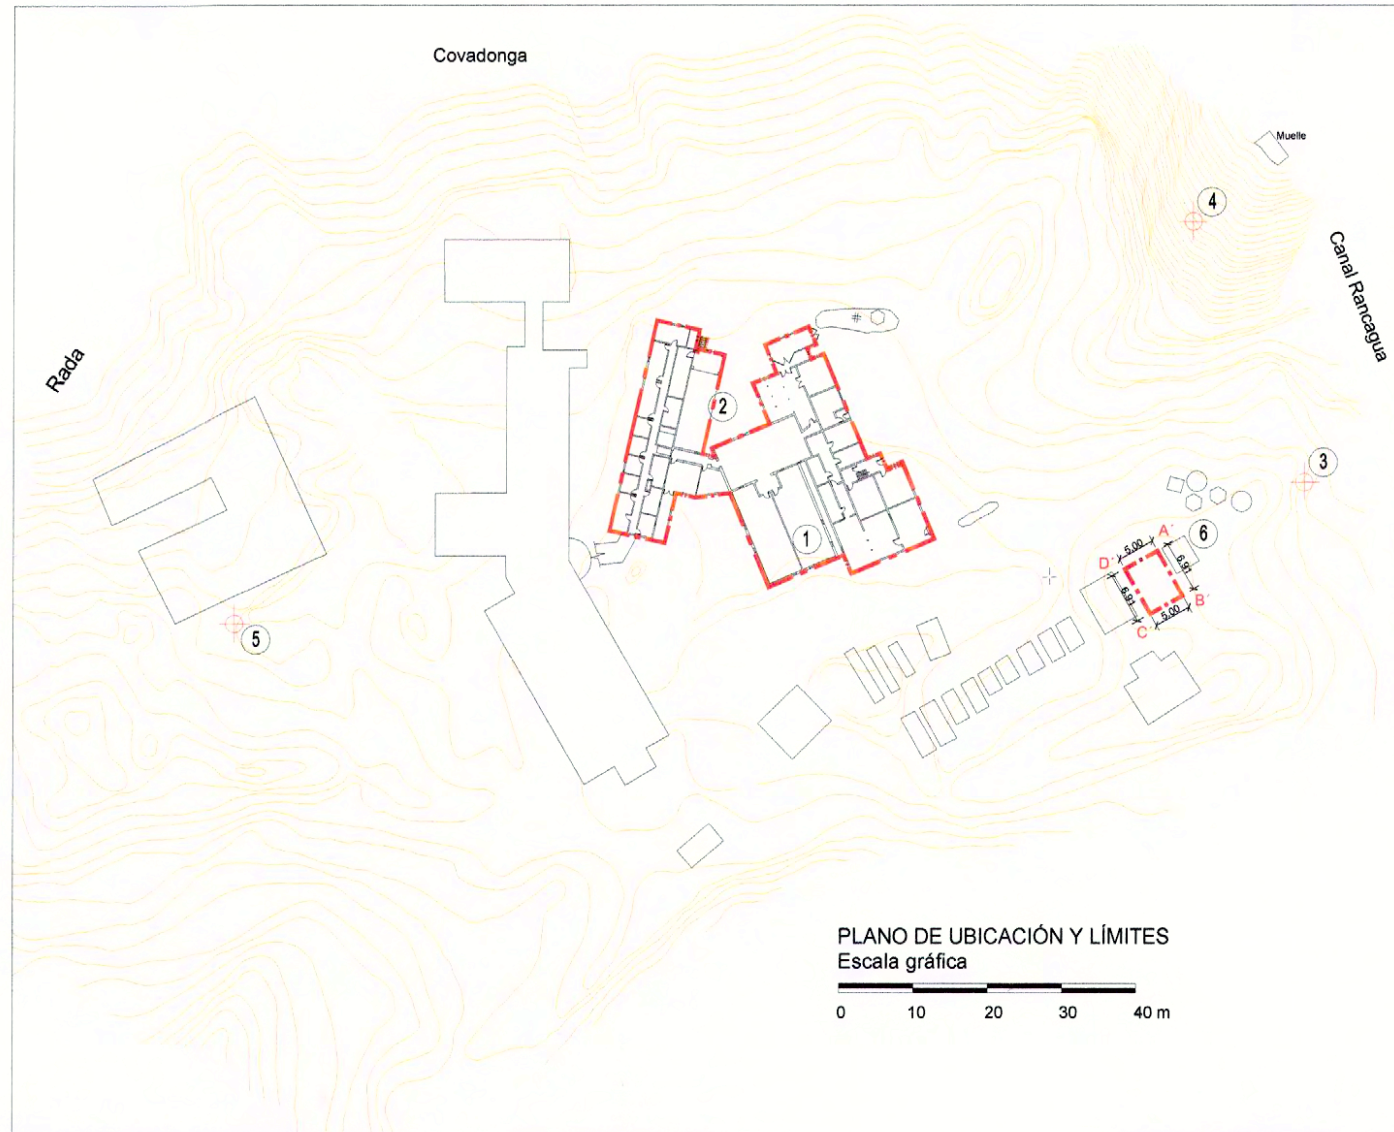 Covadonga
Muelle
4
Canal Rancagua
Rada
2
3
1
6
A´
5.00
D´
6.91
6.91
B´
5.00
C´
5
PLANO DE UBICACIÓN Y LÍMITES
Escala gráfica
0 10 20 30 40 m